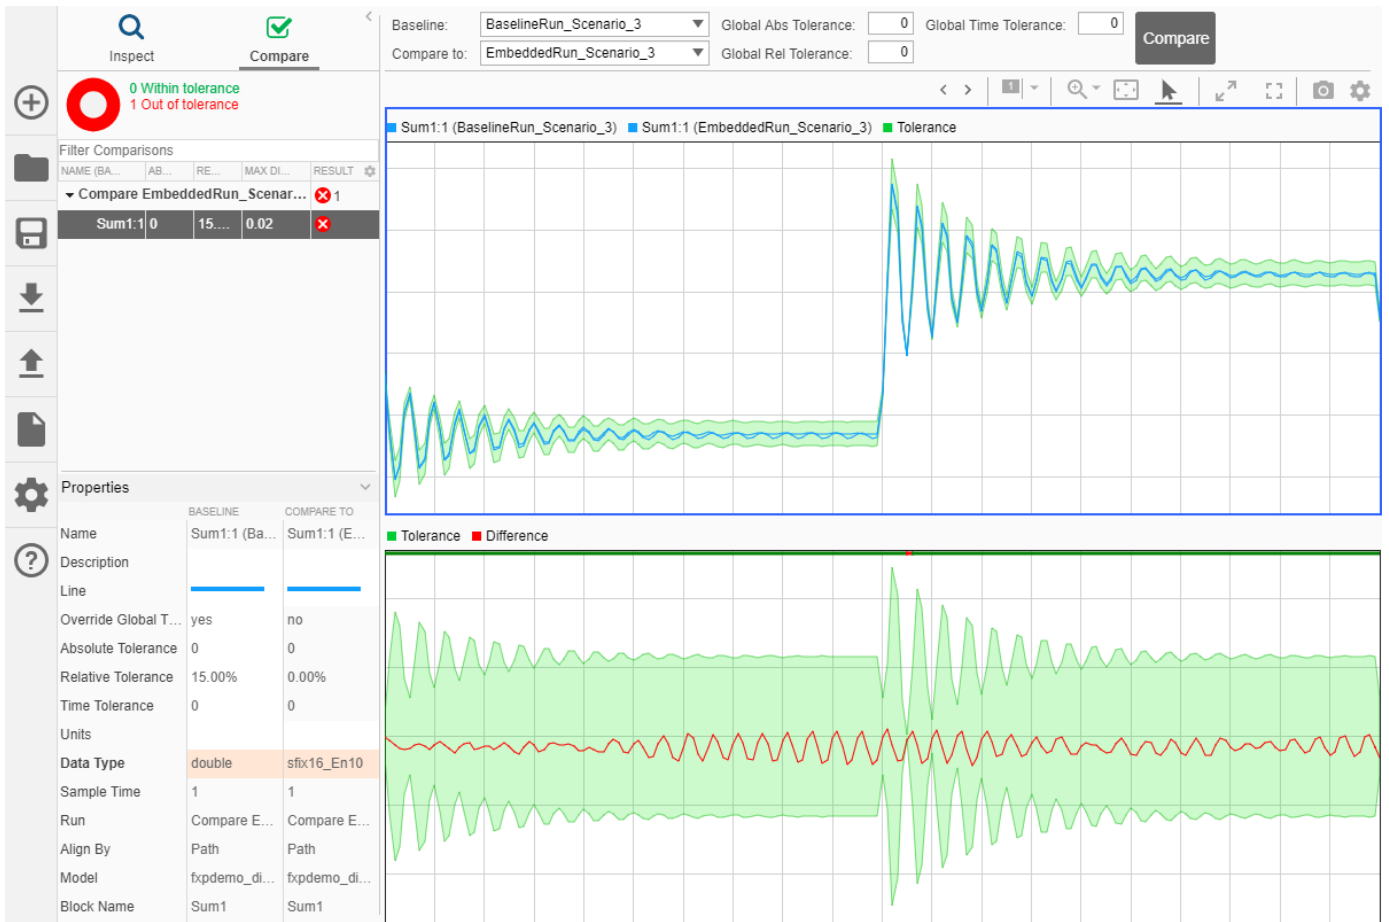 Inspect
Compare
Baseline:
BaselineRun_Scenario_3
Global Abs Tolerance:
0
Global Time Tolerance:
0
Compare
Compare to:
EmbeddedRun_Scenario_3
Global Rel Tolerance:
0
0 Within tolerance
1 Out of tolerance
Filter Comparisons
NAME (BA... AB... RE... MAX DI... RESULT
Compare EmbeddedRun_Scenar... 1
Sum1:1 0 15.... 0.02
1
Sum1:1 (BaselineRun_Scenario_3) Sum1:1 (EmbeddedRun_Scenario_3) Tolerance
Tolerance Difference
Properties
BASELINE COMPARE TO
Name Sum1:1 (Ba... Sum1:1 (E...
Description
Line
Override Global T... yes no
Absolute Tolerance 0 0
Relative Tolerance 15.00% 0.00%
Time Tolerance 0 0
Units
Data Type double sfix16_En10
Sample Time 1 1
Run Compare E... Compare E...
Align By Path Path
Model fxpdemo_di... fxpdemo_di...
Block Name Sum1 Sum1